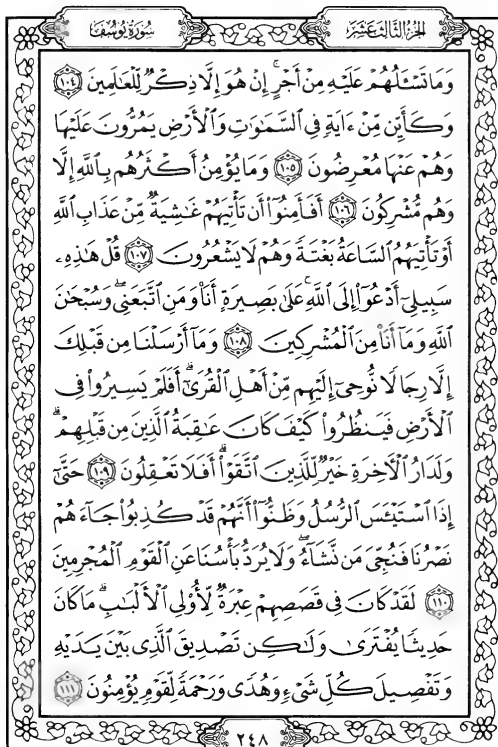 الجزء الثالث عشر
سورة يوسف
وَمَا تَسْـَٔلُهُمْ عَلَيْهِ مِنْ أَجْرٍ ۚ إِنْ هُوَ إِلَّا ذِكْرٌ لِّلْعَـٰلَمِينَ ١٠٤
وَكَأَيِّن مِّنْ ءَايَةٍ فِى ٱلسَّمَـٰوَٰتِ وَٱلْأَرْضِ يَمُرُّونَ عَلَيْهَا
وَهُمْ عَنْهَا مُعْرِضُونَ ١٠٥ وَمَا يُؤْمِنُ أَكْثَرُهُم بِٱللَّهِ إِلَّا
وَهُم مُّشْرِكُونَ ١٠٦ أَفَأَمِنُوٓا۟ أَن تَأْتِيَهُمْ غَـٰشِيَةٌ مِّنْ عَذَابِ ٱللَّهِ
أَوْ تَأْتِيَهُمُ ٱلسَّاعَةُ بَغْتَةً وَهُمْ لَا يَشْعُرُونَ ١٠٧ قُلْ هَـٰذِهِۦ
سَبِيلِىٓ أَدْعُوٓا۟ إِلَى ٱللَّهِ ۚ عَلَىٰ بَصِيرَةٍ أَنَا۠ وَمَنِ ٱتَّبَعَنِى ۖ وَسُبْحَـٰنَ
ٱللَّهِ وَمَآ أَنَا۠ مِنَ ٱلْمُشْرِكِينَ ١٠٨ وَمَآ أَرْسَلْنَا مِن قَبْلِكَ
إِلَّا رِجَالًا نُّوحِىٓ إِلَيْهِم مِّنْ أَهْلِ ٱلْقُرَىٰٓ ۗ أَفَلَمْ يَسِيرُوا۟ فِى
ٱلْأَرْضِ فَيَنظُرُوا۟ كَيْفَ كَانَ عَـٰقِبَةُ ٱلَّذِينَ مِن قَبْلِهِمْ ۗ
وَلَدَارُ ٱلْـَٔاخِرَةِ خَيْرٌ لِّلَّذِينَ ٱتَّقَوْا۟ ۗ أَفَلَا تَعْقِلُونَ ١٠٩ حَتَّىٰٓ
إِذَا ٱسْتَيْـَٔسَ ٱلرُّسُلُ وَظَنُّوٓا۟ أَنَّهُمْ قَدْ كُذِبُوا۟ جَآءَهُمْ
نَصْرُنَا فَنُجِّىَ مَن نَّشَآءُ ۖ وَلَا يُرَدُّ بَأْسُنَا عَنِ ٱلْقَوْمِ ٱلْمُجْرِمِينَ
١١٠ لَقَدْ كَانَ فِى قَصَصِهِمْ عِبْرَةٌ لِّأُو۟لِى ٱلْأَلْبَـٰبِ ۗ مَا كَانَ
حَدِيثًا يُفْتَرَىٰ وَلَـٰكِن تَصْدِيقَ ٱلَّذِى بَيْنَ يَدَيْهِ
وَتَفْصِيلَ كُلِّ شَىْءٍ وَهُدًى وَرَحْمَةً لِّقَوْمٍ يُؤْمِنُونَ ١١١
٢٤٨